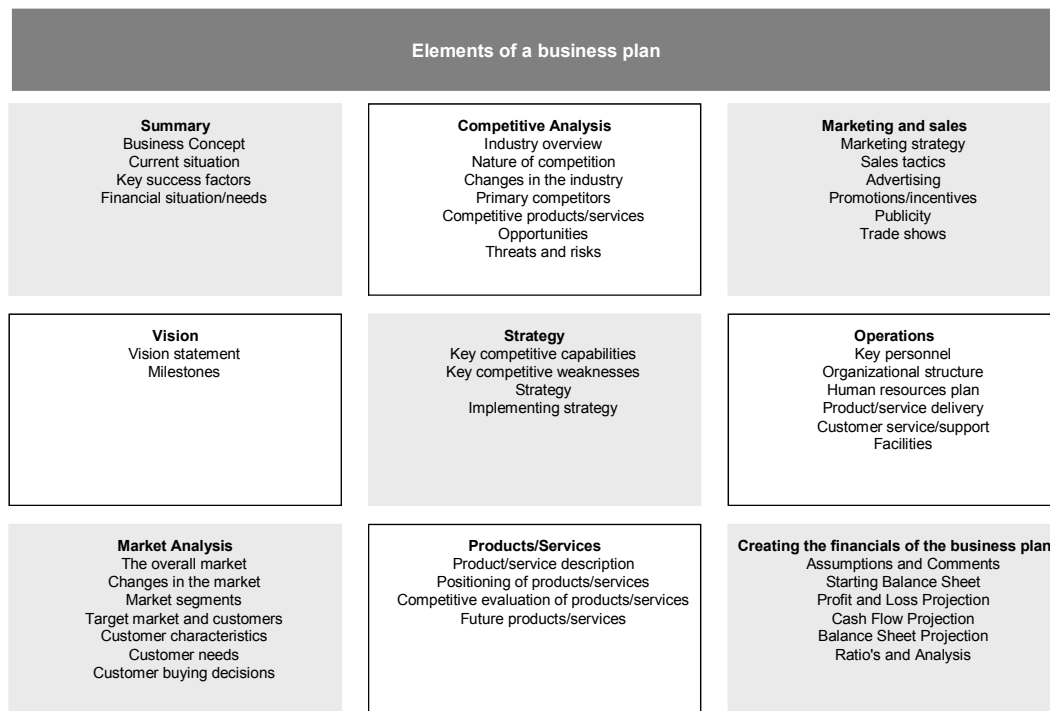 Elements of a business plan
Summary
Business Concept
Current situation
Key success factors
Financial situation/needs
Competitive Analysis
Industry overview
Nature of competition
Changes in the industry
Primary competitors
Competitive products/services
Opportunities
Threats and risks
Marketing and sales
Marketing strategy
Sales tactics
Advertising
Promotions/incentives
Publicity
Trade shows
Vision
Vision statement
Milestones
Strategy
Key competitive capabilities
Key competitive weaknesses
Strategy
Implementing strategy
Operations
Key personnel
Organizational structure
Human resources plan
Product/service delivery
Customer service/support
Facilities
Market Analysis
The overall market
Changes in the market
Market segments
Target market and customers
Customer characteristics
Customer needs
Customer buying decisions
Products/Services
Product/service description
Positioning of products/services
Competitive evaluation of products/services
Future products/services
Creating the financials of the business plan
Assumptions and Comments
Starting Balance Sheet
Profit and Loss Projection
Cash Flow Projection
Balance Sheet Projection
Ratio's and Analysis